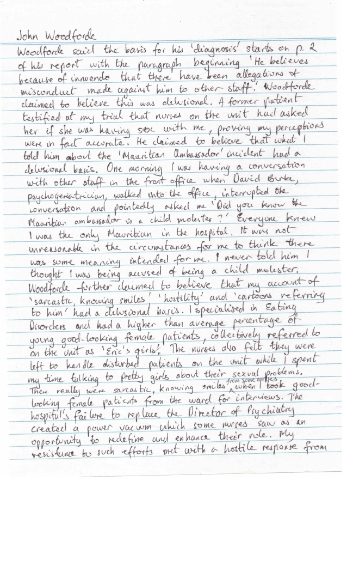 John Woodforde
Woodforde said the basis for his 'diagnosis' starts on p. 2
of his report with the paragraph beginning 'He believes
because of innuendo that there have been allegations of
misconduct made against him to other staff.' Woodforde
claimed to believe this was delusional. A former patient
testified at my trial that nurses on the unit had asked
her if she was having sex with me, proving my perceptions
were in fact accurate. He claimed to believe that what I
told him about the 'Mauritian Ambassador' incident had a
delusional basis. One morning I was having a conversation
with other staff in the front office when David Burke,
psychogeriatrician, walked into the office, interrupted the
conversation and pointedly asked me 'Did you know the
Mauritian ambassador is a child molester?' Everyone knew
I was the only Mauritian in the hospital. It was not
unreasonable in the circumstances for me to think there
was some meaning intended for me. I never told him I
thought I was being accused of being a child molester.
Woodforde further claimed to believe that my account of
'sarcastic, knowing smiles' 'hostility' and 'cartoons referring
to him' had a delusional basis. I specialised in Eating
Disorders and had a higher than average percentage of
young good-looking female patients, collectively referred to
on the unit as 'Eric's girls'. The nurses also felt they were
left to handle disturbed patients on the unit while I spent
my time talking to pretty girls about their sexual problems.
There really were sarcastic, knowing smiles from some nurses when I took good-
looking female patients from the ward for interviews. The
hospital's failure to replace the Director of Psychiatry
created a power vacuum which some nurses saw as an
opportunity to redefine and enhance their role. My
resistance to such efforts met with a hostile response from